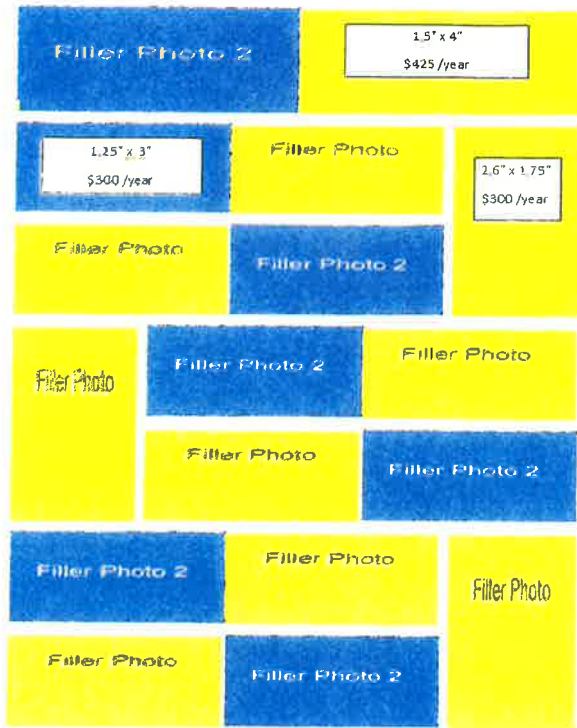 Filler Photo 2
1.5" x 4"
$425 /year
1.25" x 3"
$300 /year
Filler Photo
2.6" x 1.75"
$300 /year
Filler Photo
Filler Photo 2
Filler Photo
Filler Photo 2
Filler Photo
Filler Photo
Filler Photo 2
Filler Photo 2
Filler Photo
Filler Photo
Filler Photo
Filler Photo 2